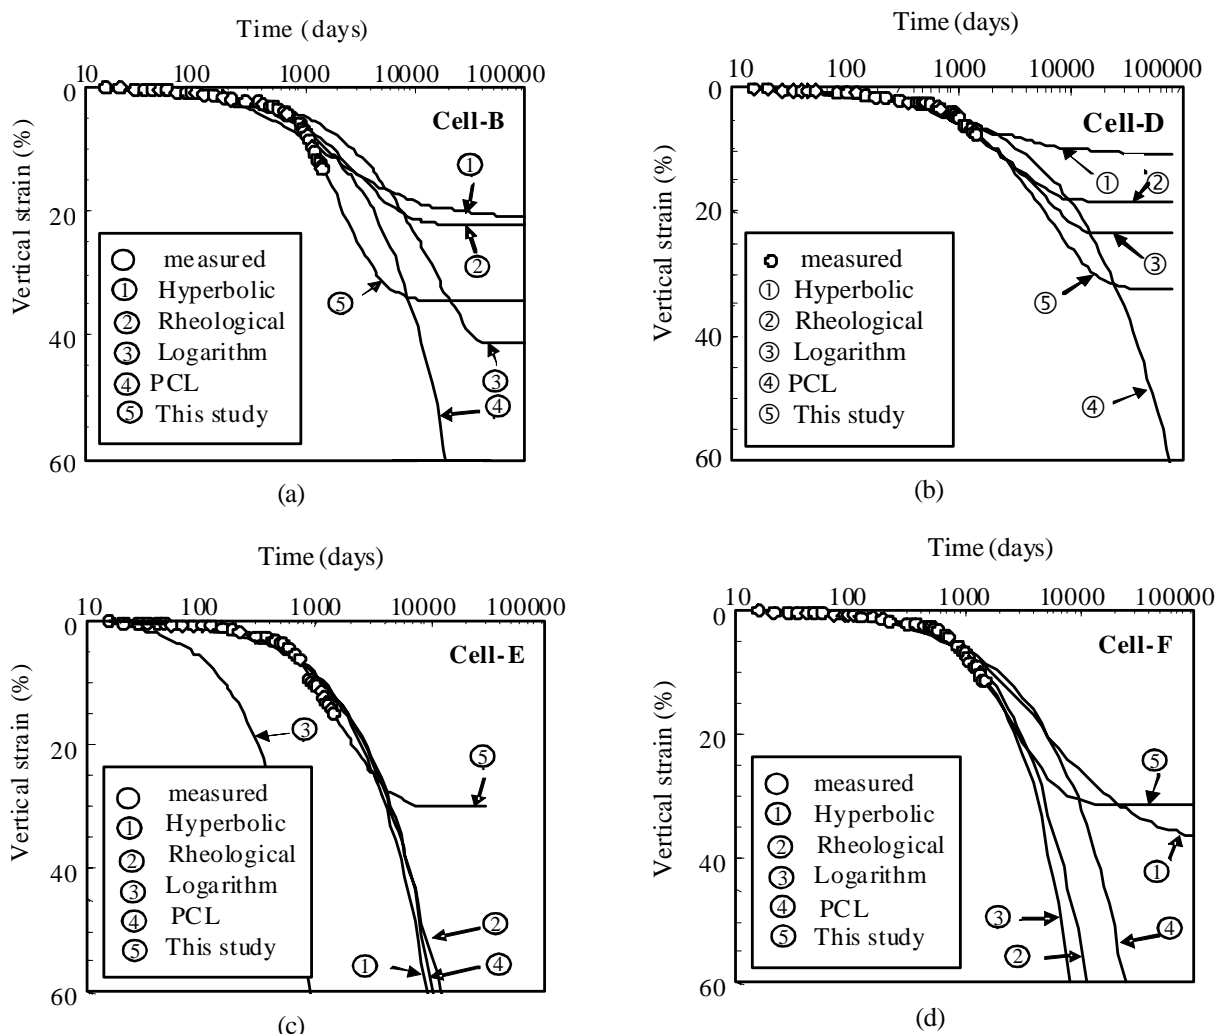 Time (days)
10 100 1000 10000 100000
0
20
40
60
Vertical strain (%)
Cell-B
①
②
⑤
③
④
measured
① Hyperbolic
② Rheological
③ Logarithm
④ PCL
⑤ This study
(a)
Time (days)
10 100 1000 10000 100000
0
20
40
60
Vertical strain (%)
Cell-D
① ②
③
⑤
④
measured
① Hyperbolic
② Rheological
③ Logarithm
④ PCL
⑤ This study
(b)
Time (days)
10 100 1000 10000 100000
0
20
40
60
Vertical strain (%)
Cell-E
③
⑤
②
① ④
measured
① Hyperbolic
② Rheological
③ Logarithm
④ PCL
⑤ This study
(c)
Time (days)
10 100 1000 10000 100000
0
20
40
60
Vertical strain (%)
Cell-F
⑤
①
③
④
②
measured
① Hyperbolic
② Rheological
③ Logarithm
④ PCL
⑤ This study
(d)